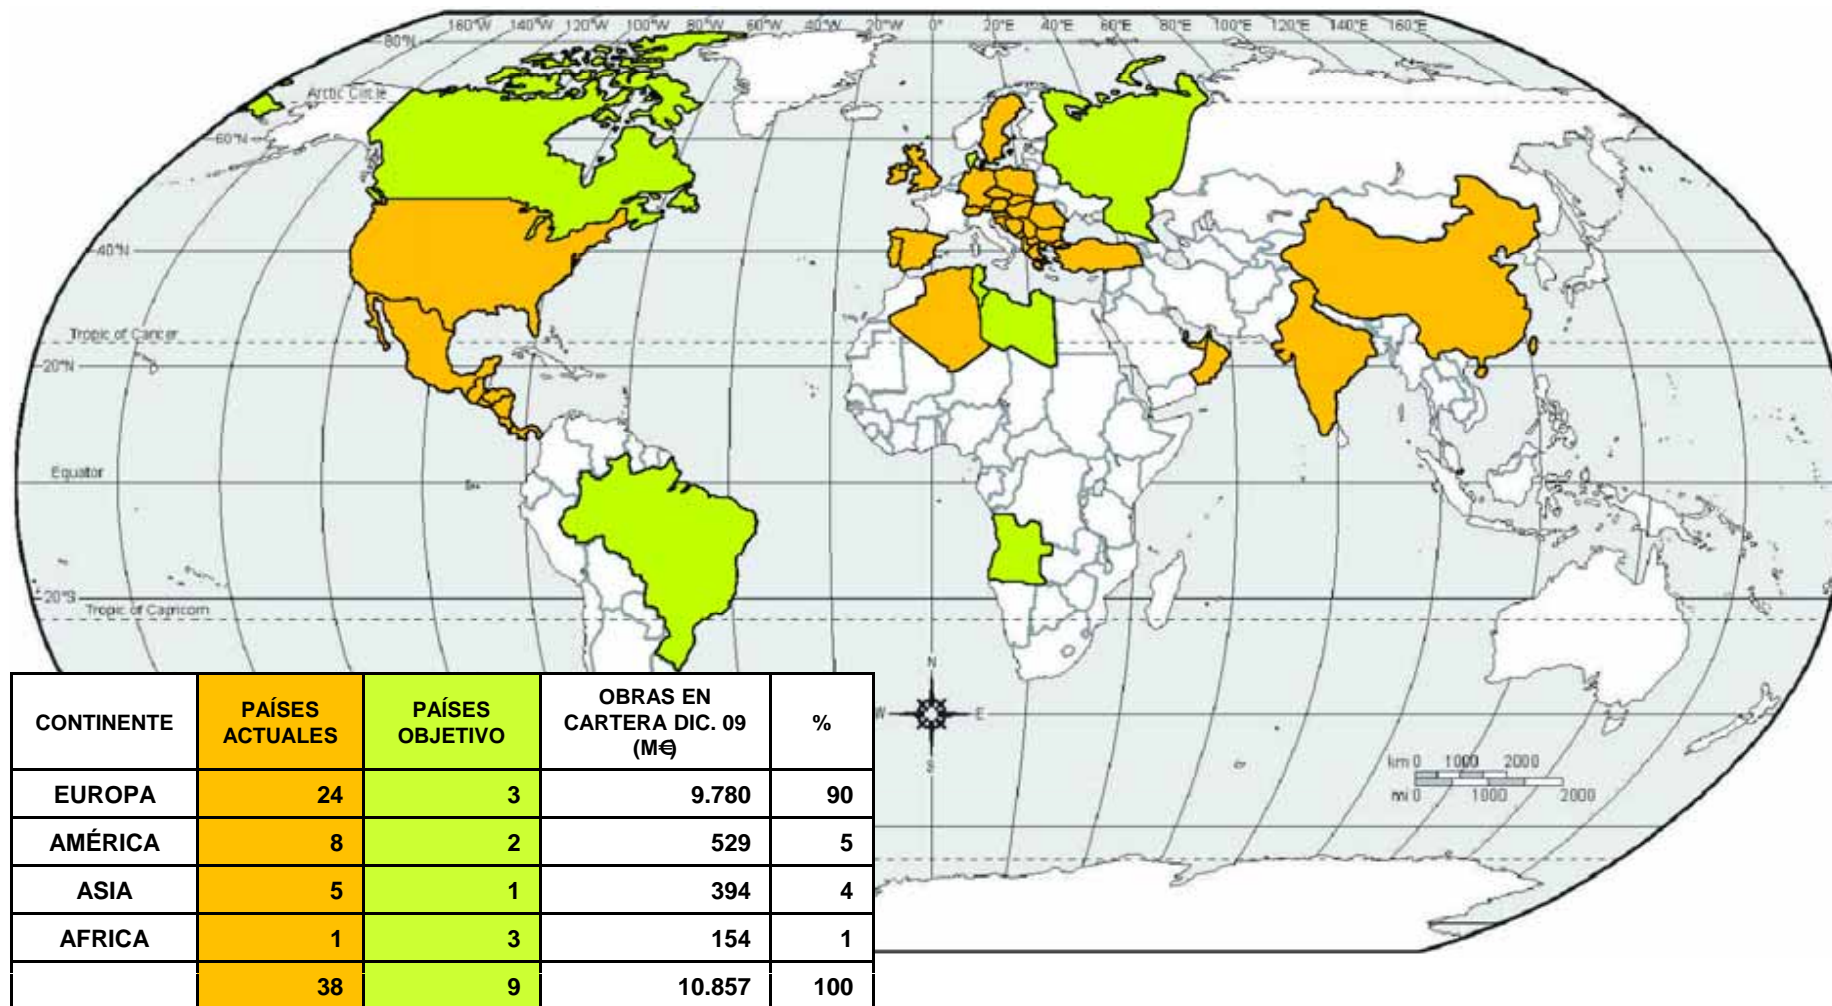 160°W 140°W 120°W 100°W 80°W 60°W 40°W 20°W 0° 20°E 40°E 60°E 80°E 100°E 120°E 140°E 160°E
80°N
Arctic Circle
60°N
40°N
Tropic of Cancer
20°N
Equator
20°S
Tropic of Capricorn
N
W E
S
km 0 1000 2000
mi 0 1000 2000
CONTINENTE
PAÍSES
ACTUALES
PAÍSES
OBJETIVO
OBRAS EN
CARTERA DIC. 09
(M€)
%
EUROPA 24 3 9.780 90
AMÉRICA 8 2 529 5
ASIA 5 1 394 4
AFRICA 1 3 154 1
38 9 10.857 100